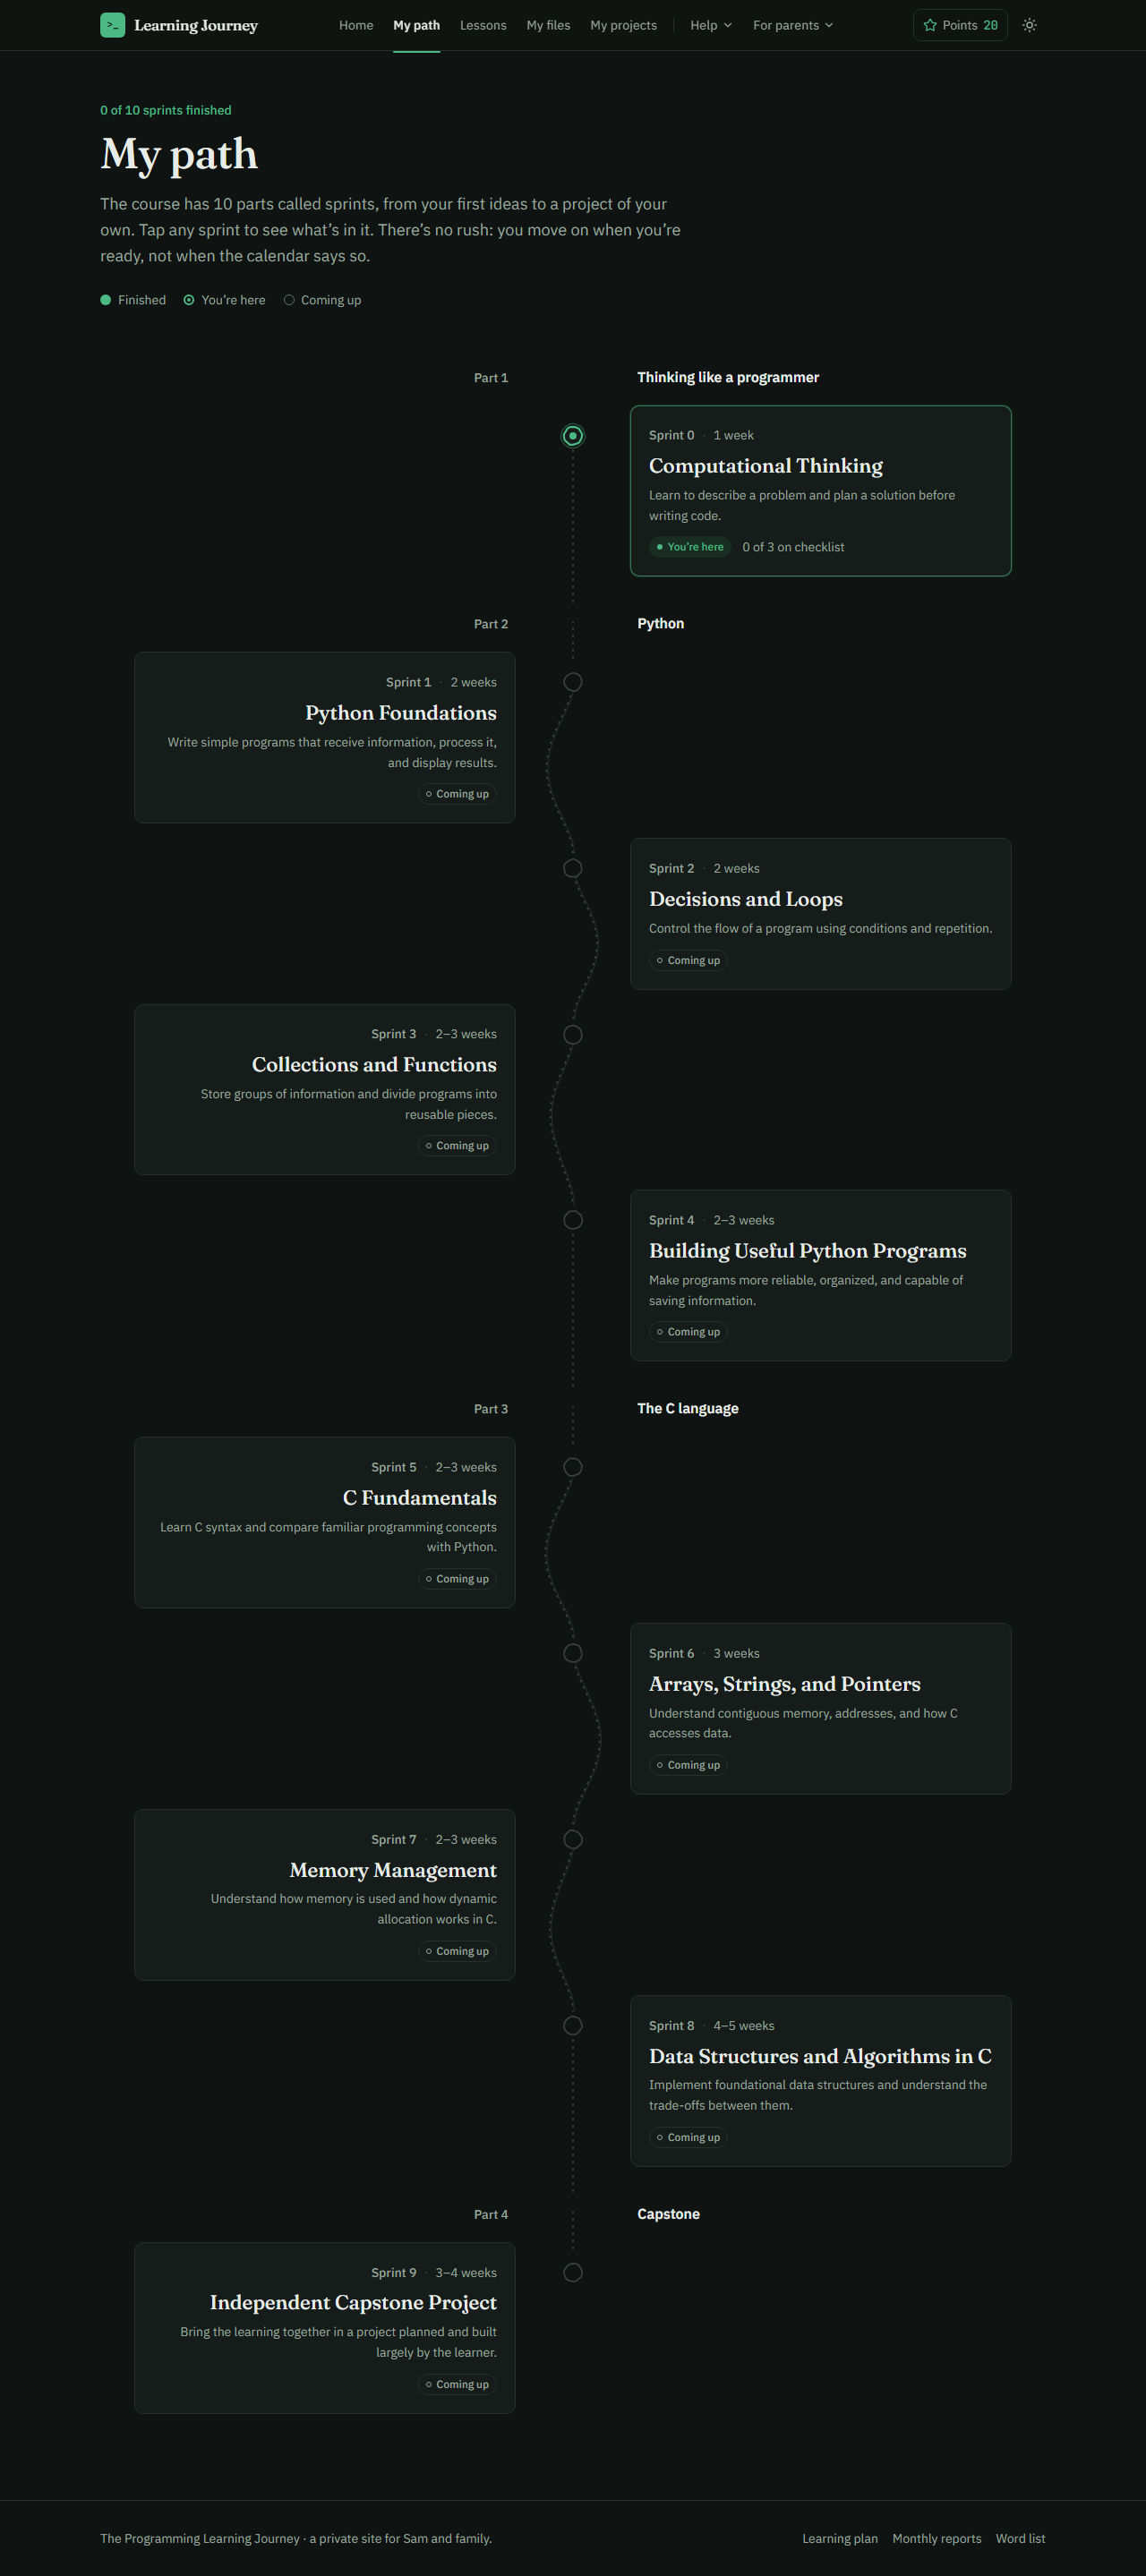 >_ Learning Journey
Home My path Lessons My files My projects Help For parents Points 20
0 of 10 sprints finished
My path
The course has 10 parts called sprints, from your first ideas to a project of your
own. Tap any sprint to see what’s in it. There’s no rush: you move on when you’re
ready, not when the calendar says so.
Finished You’re here Coming up
Part 1 Thinking like a programmer
Sprint 0 · 1 week
Computational Thinking
Learn to describe a problem and plan a solution before
writing code.
You’re here 0 of 3 on checklist
Part 2 Python
Sprint 1 · 2 weeks
Python Foundations
Write simple programs that receive information, process it,
and display results.
Coming up
Sprint 2 · 2 weeks
Decisions and Loops
Control the flow of a program using conditions and repetition.
Coming up
Sprint 3 · 2–3 weeks
Collections and Functions
Store groups of information and divide programs into
reusable pieces.
Coming up
Sprint 4 · 2–3 weeks
Building Useful Python Programs
Make programs more reliable, organized, and capable of
saving information.
Coming up
Part 3 The C language
Sprint 5 · 2–3 weeks
C Fundamentals
Learn C syntax and compare familiar programming concepts
with Python.
Coming up
Sprint 6 · 3 weeks
Arrays, Strings, and Pointers
Understand contiguous memory, addresses, and how C
accesses data.
Coming up
Sprint 7 · 2–3 weeks
Memory Management
Understand how memory is used and how dynamic
allocation works in C.
Coming up
Sprint 8 · 4–5 weeks
Data Structures and Algorithms in C
Implement foundational data structures and understand the
trade-offs between them.
Coming up
Part 4 Capstone
Sprint 9 · 3–4 weeks
Independent Capstone Project
Bring the learning together in a project planned and built
largely by the learner.
Coming up
The Programming Learning Journey · a private site for Sam and family. Learning plan Monthly reports Word list